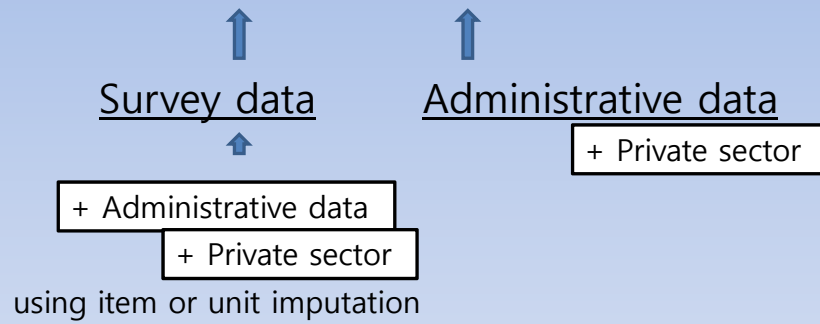 Survey data Administrative data
+ Private sector
+ Administrative data
+ Private sector
using item or unit imputation